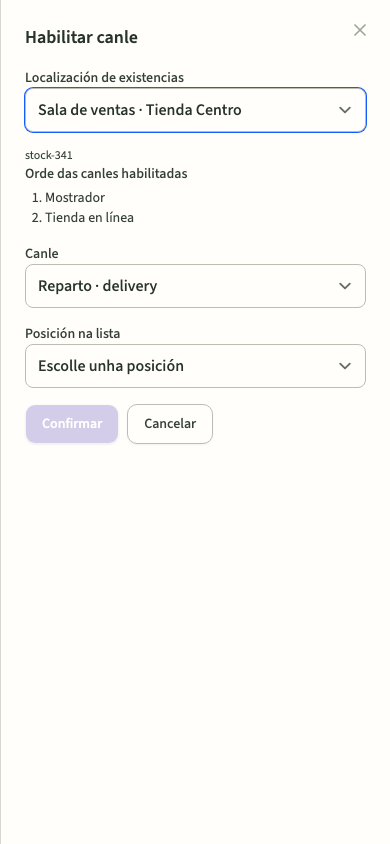 Habilitar canle
Localización de existencias
Sala de ventas · Tienda Centro
stock-341
Orde das canles habilitadas
1. Mostrador
2. Tienda en línea
Canle
Reparto · delivery
Posición na lista
Escolle unha posición
Confirmar
Cancelar